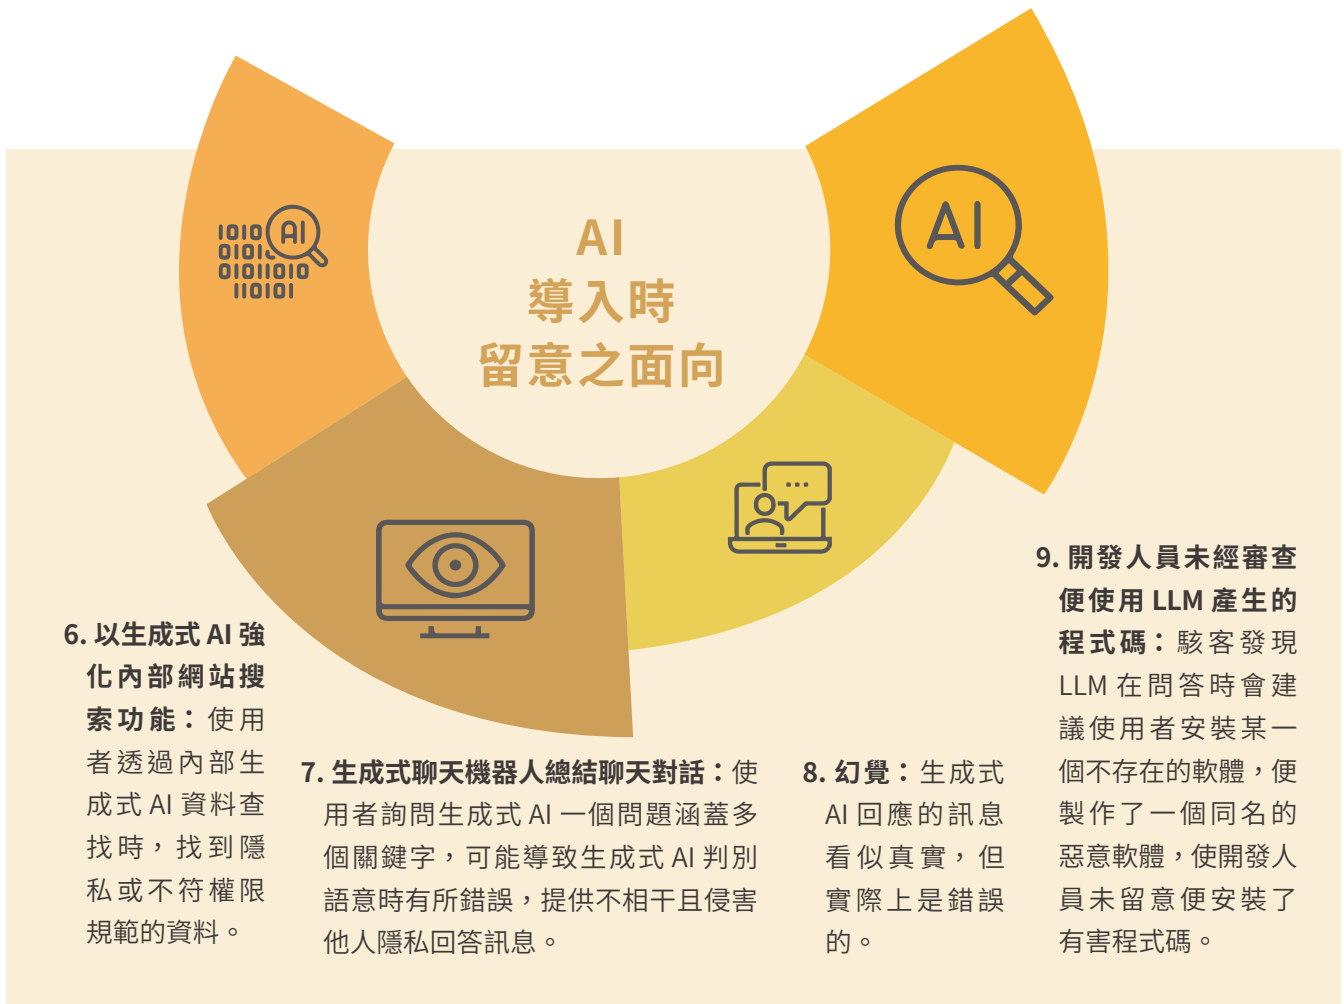 AI
導入時
留意之面向
1010
AI
0101
01011010
110101
AI
6. 以生成式 AI 強
化內部網站搜
索功能：使用
者透過內部生
成式 AI 資料查
找時，找到隱
私或不符權限
規範的資料。
7. 生成式聊天機器人總結聊天對話：使
用者詢問生成式 AI 一個問題涵蓋多
個關鍵字，可能導致生成式 AI 判別
語意時有所錯誤，提供不相干且侵害
他人隱私回答訊息。
8. 幻覺：生成式
AI 回應的訊息
看似真實，但
實際上是錯誤
的。
9. 開發人員未經審查
便使用 LLM 產生的
程式碼：駭客發現
LLM 在問答時會建
議使用者安裝某一
個不存在的軟體，便
製作了一個同名的
惡意軟體，使開發人
員未留意便安裝了
有害程式碼。